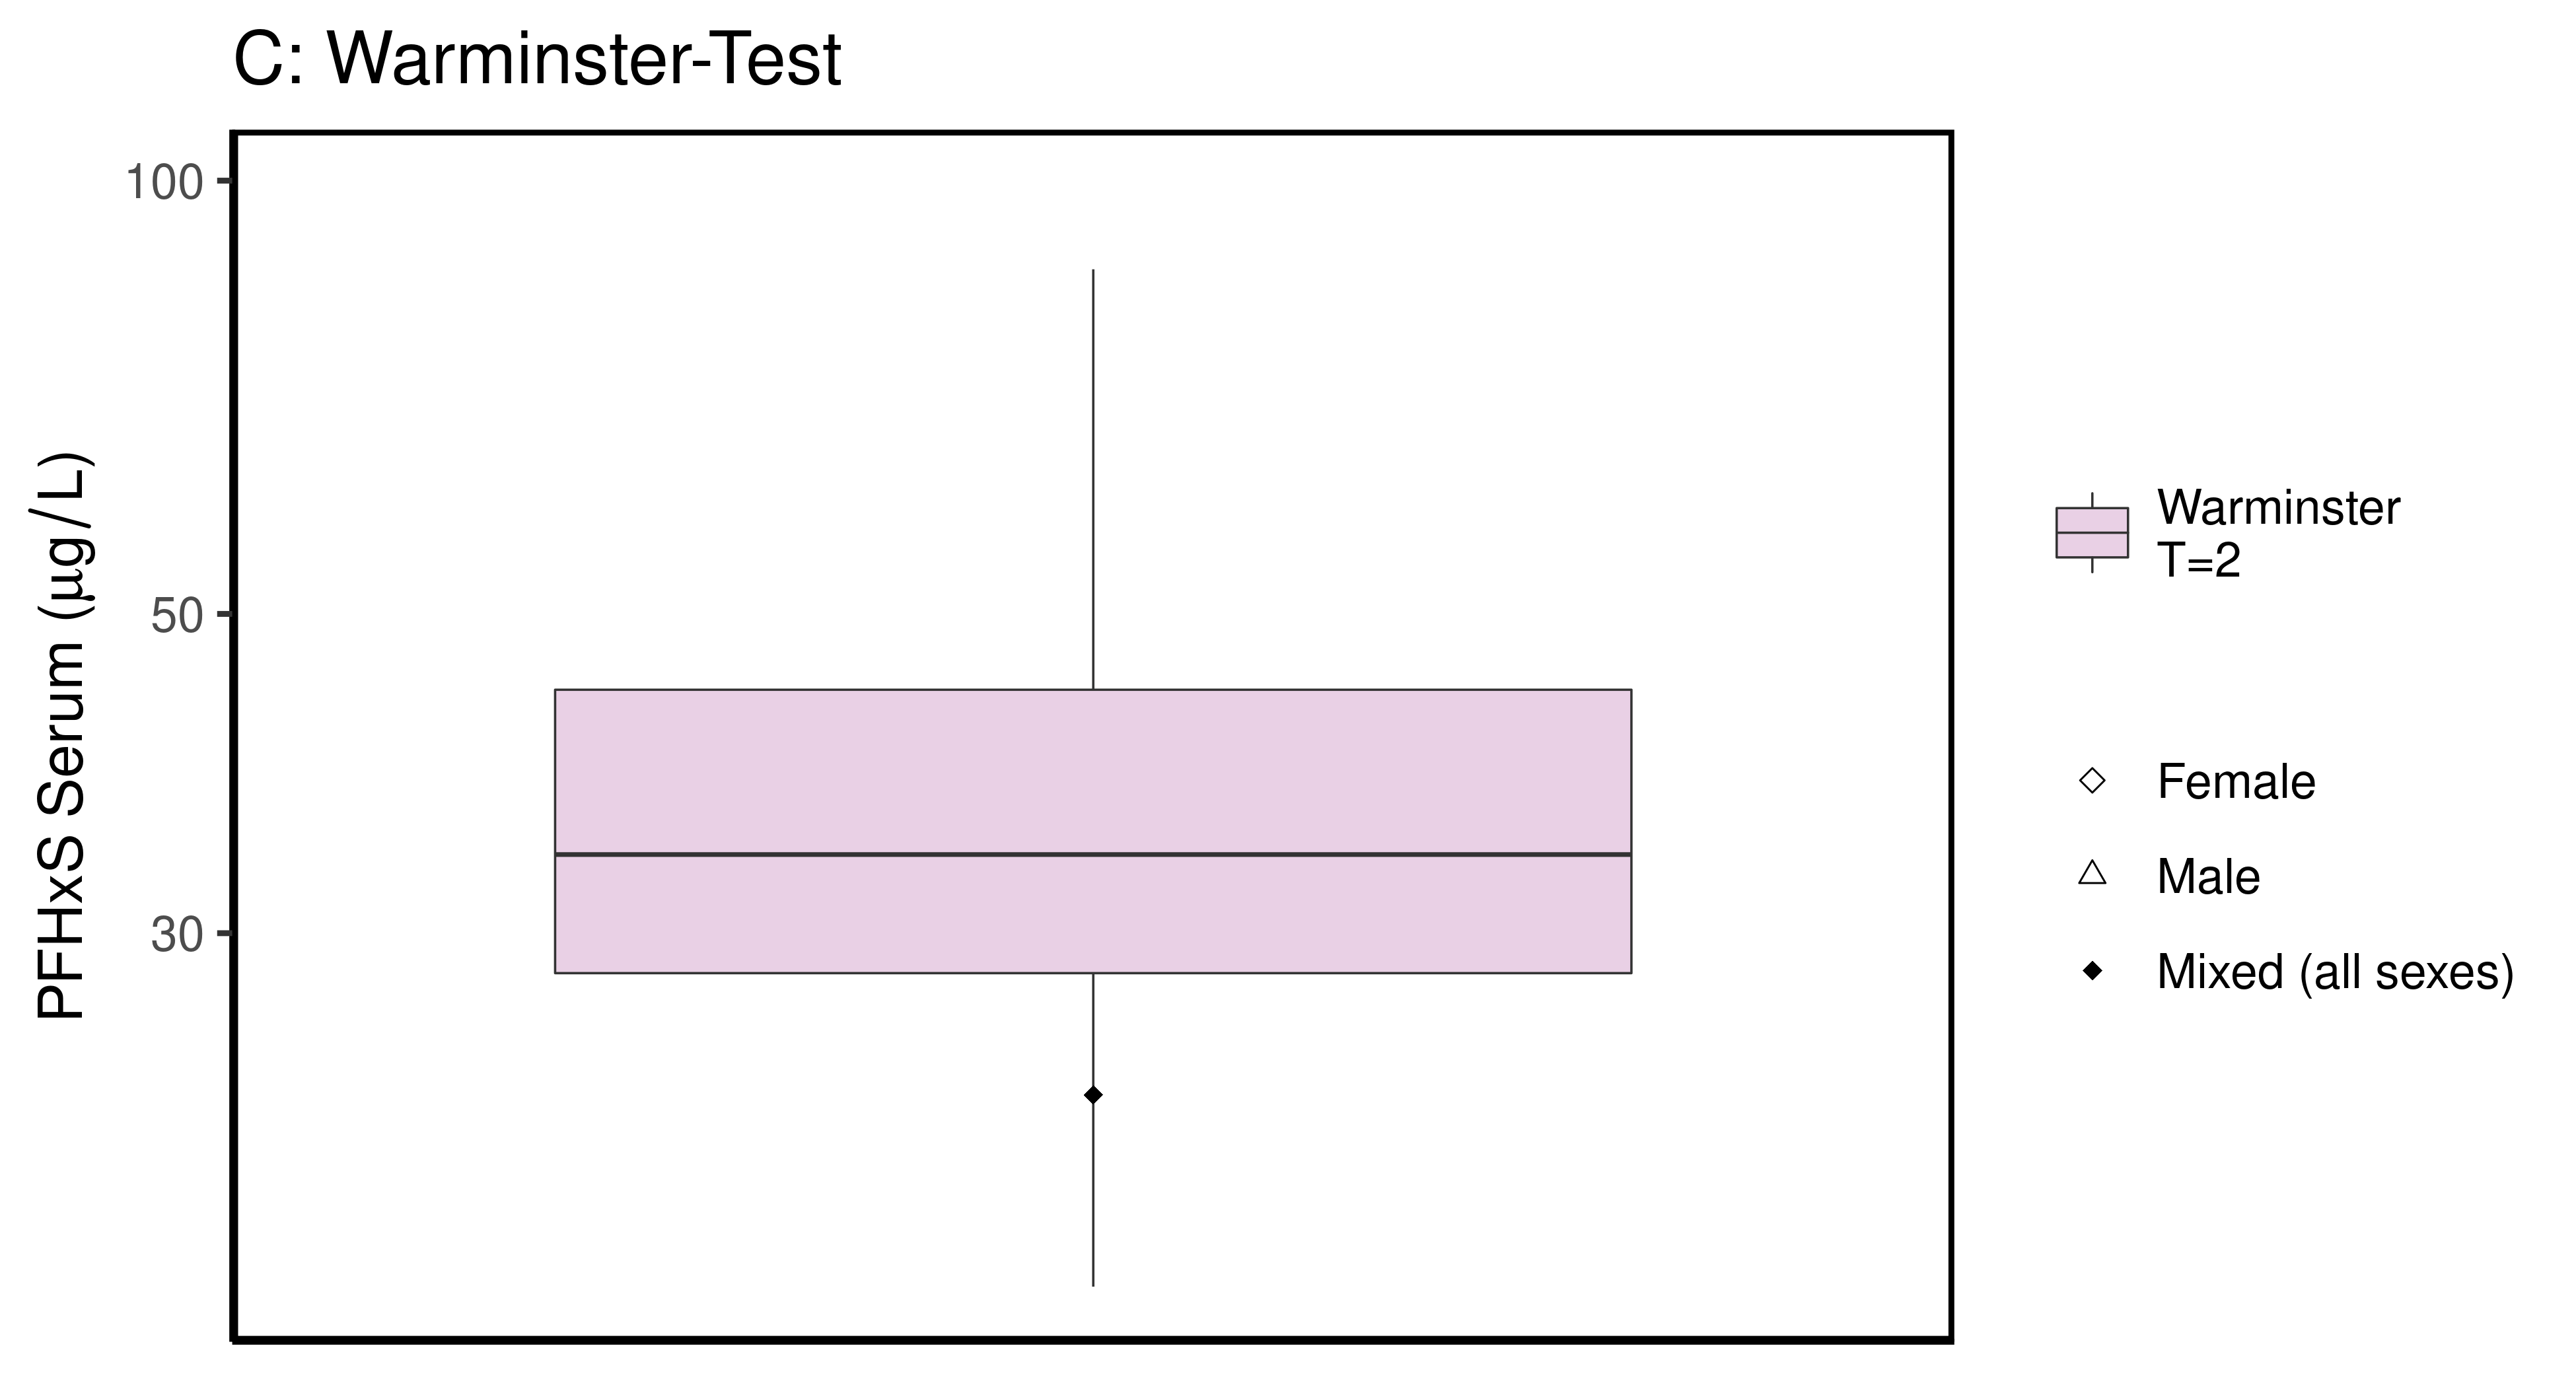 C: Warminster-Test
100
50
30
PFHxS Serum (µg/L)
Warminster
T=2
Female
Male
Mixed (all sexes)